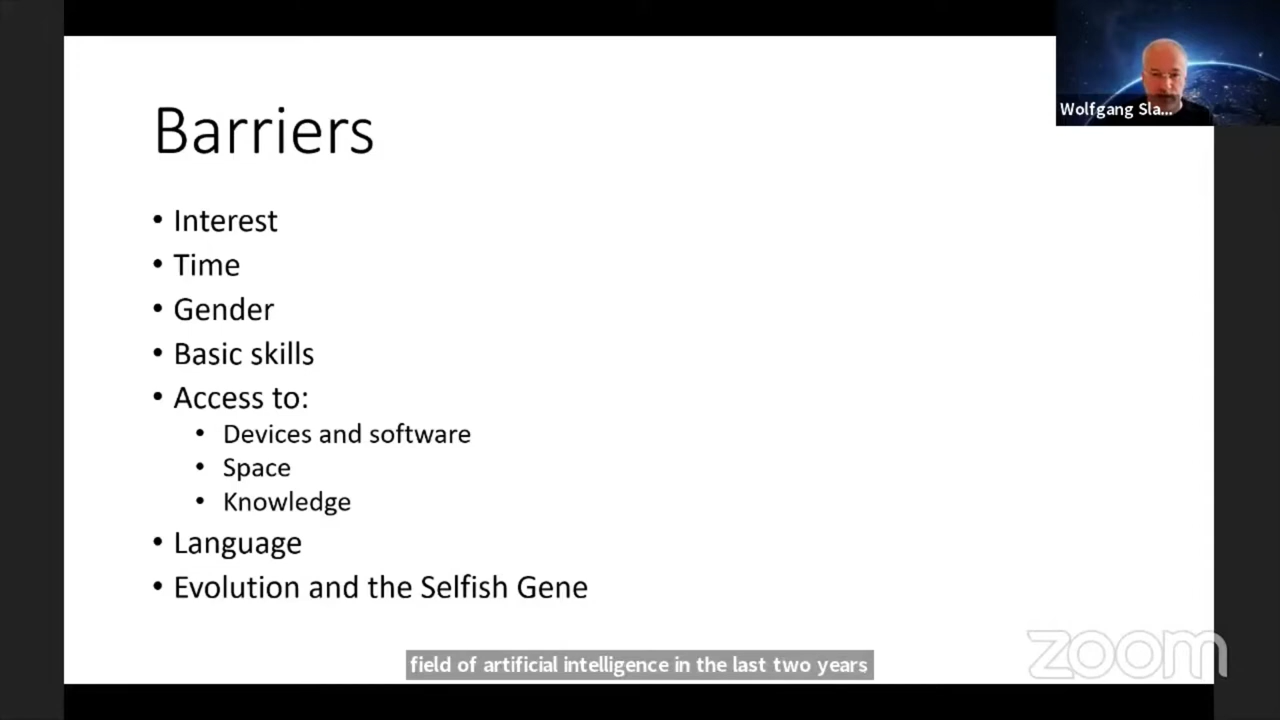 Barriers
Wolfgang Sla...
• Interest
• Time
• Gender
• Basic skills
• Access to:
• Devices and software
• Space
• Knowledge
• Language
• Evolution and the Selfish Gene
field of artificial intelligence in the last two years
zoom